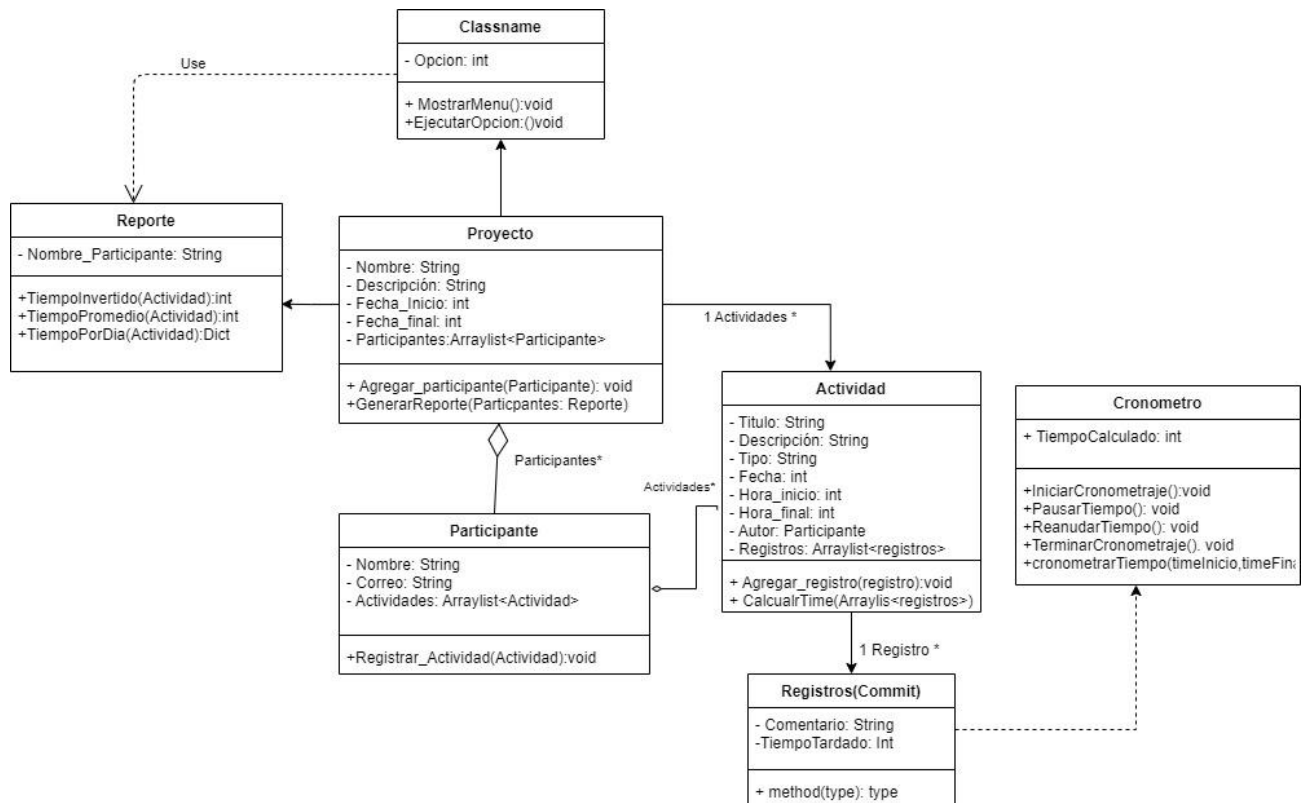 Classname
- Opcion: int
+ MostrarMenu():void
+EjecutarOpcion:()void
Use
Reporte
- Nombre_Participante: String
+TiempoInvertido(Actividad):int
+TiempoPromedio(Actividad):int
+TiempoPorDia(Actividad):Dict
Proyecto
- Nombre: String
- Descripción: String
- Fecha_Inicio: int
- Fecha_final: int
- Participantes:Arraylist<Participante>
+ Agregar_participante(Participante): void
+GenerarReporte(Particpantes: Reporte)
1 Actividades *
Participantes*
Actividades*
Participante
- Nombre: String
- Correo: String
- Actividades: Arraylist<Actividad>
+Registrar_Actividad(Actividad):void
Actividad
- Titulo: String
- Descripción: String
- Tipo: String
- Fecha: int
- Hora_inicio: int
- Hora_final: int
- Autor: Participante
- Registros: Arraylist<registros>
+ Agregar_registro(registro):void
+ CalcualrTime(Arraylis<registros>)
1 Registro *
Cronometro
+ TiempoCalculado: int
+IniciarCronometraje():void
+PausarTiempo(): void
+ReanudarTiempo(): void
+TerminarCronometraje(). void
+cronometrarTiempo(timeInicio,timeFina
Registros(Commit)
- Comentario: String
-TiempoTardado: Int
+ method(type): type